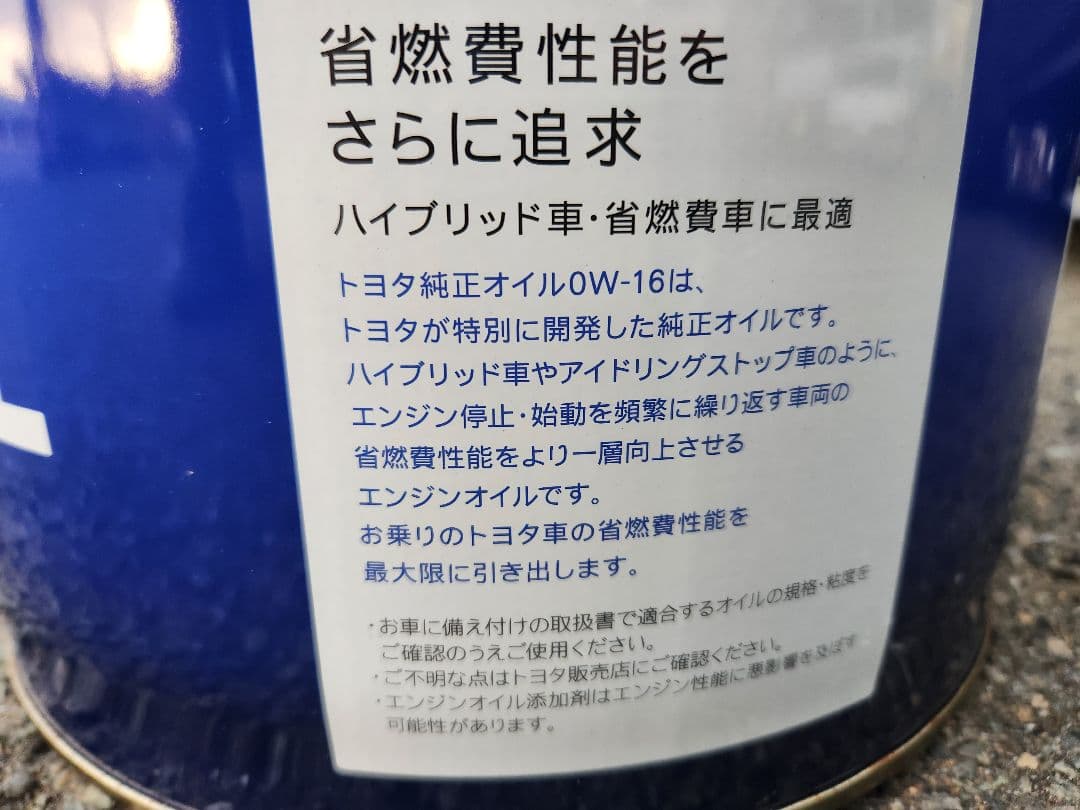 省燃費性能を
さらに追求
ハイブリッド車・省燃費車に最適
トヨタ純正オイル0W-16は、
トヨタが特別に開発した純正オイルです。
ハイブリッド車やアイドリングストップ車のように、
エンジン停止・始動を頻繁に繰り返す車両の
省燃費性能をより一層向上させる
エンジンオイルです。
お乗りのトヨタ車の省燃費性能を
最大限に引き出します。
・お車に備え付けの取扱書で適合するオイルの規格・粘度を
ご確認のうえご使用ください。
・ご不明な点はトヨタ販売店にご確認ください。
・エンジンオイル添加剤はエンジン性能に悪影響を及ぼす
可能性があります。